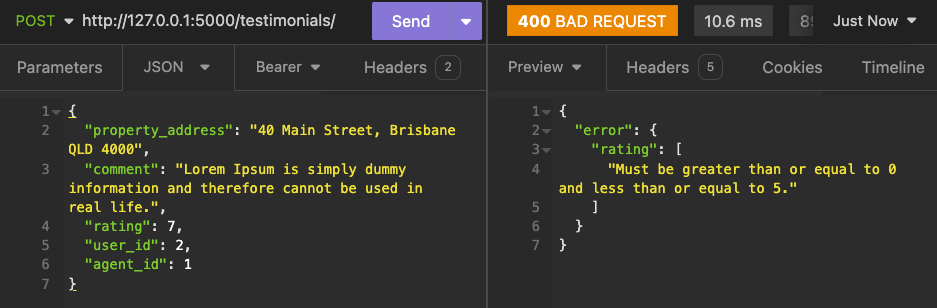 POST http://127.0.0.1:5000/testimonials/ Send 400 BAD REQUEST 10.6 ms Just Now
Parameters JSON Bearer Headers 2 Preview Headers 5 Cookies Timeline
1 {
2 "property_address": "40 Main Street, Brisbane
QLD 4000",
3 "comment": "Lorem Ipsum is simply dummy
information and therefore cannot be used in
real life.",
4 "rating": 7,
5 "user_id": 2,
6 "agent_id": 1
7 }
1 {
2 "error": {
3 "rating": [
4 "Must be greater than or equal to 0
and less than or equal to 5."
5 ]
6 }
7 }